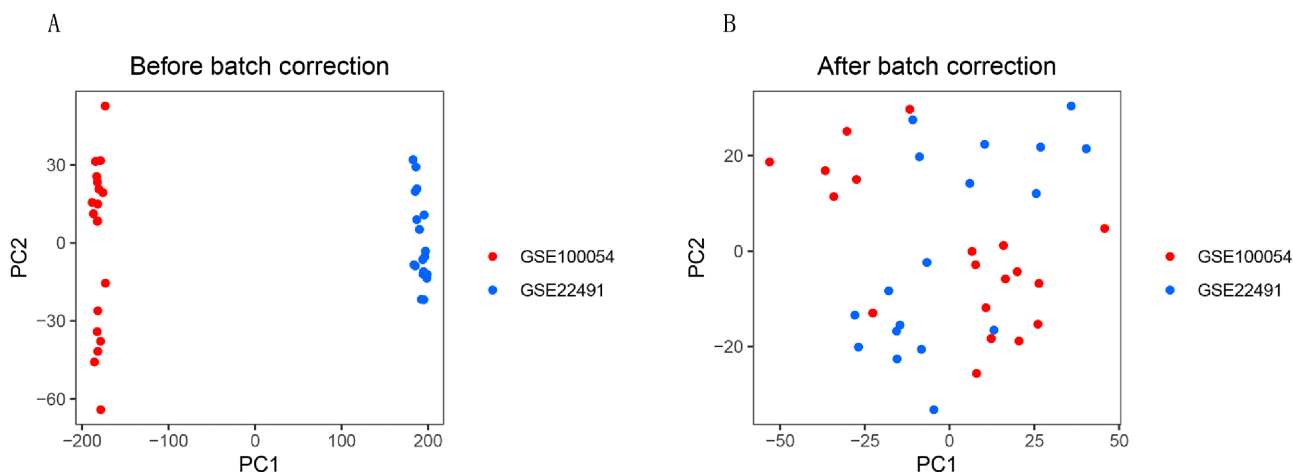 A
Before batch correction
PC2
30
0
−30
−60
−200
−100
0
100
200
PC1
GSE100054
GSE22491
B
After batch correction
PC2
20
0
−20
−50
−25
0
25
50
PC1
GSE100054
GSE22491